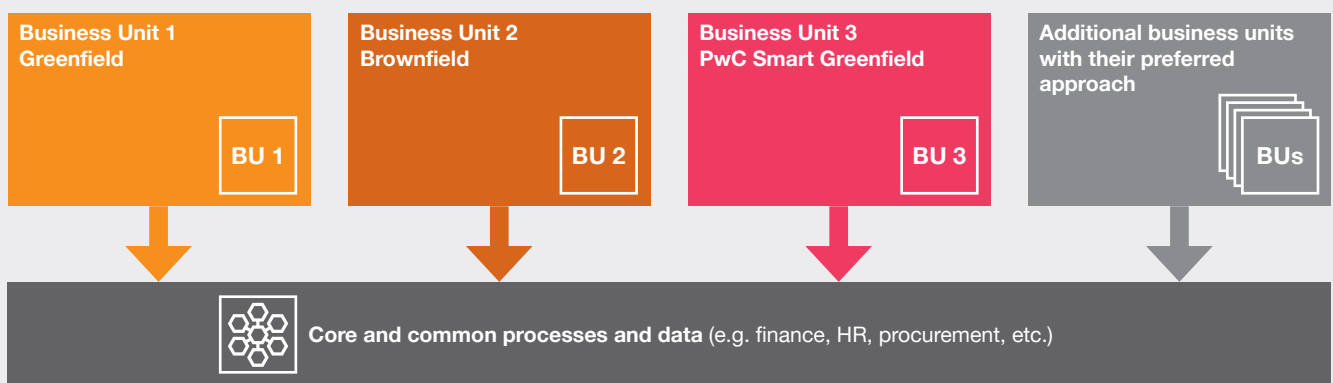 Business Unit 1
Greenfield
BU 1
Business Unit 2
Brownfield
BU 2
Business Unit 3
PwC Smart Greenfield
BU 3
Additional business units
with their preferred
approach
BUs
Core and common processes and data (e.g. finance, HR, procurement, etc.)